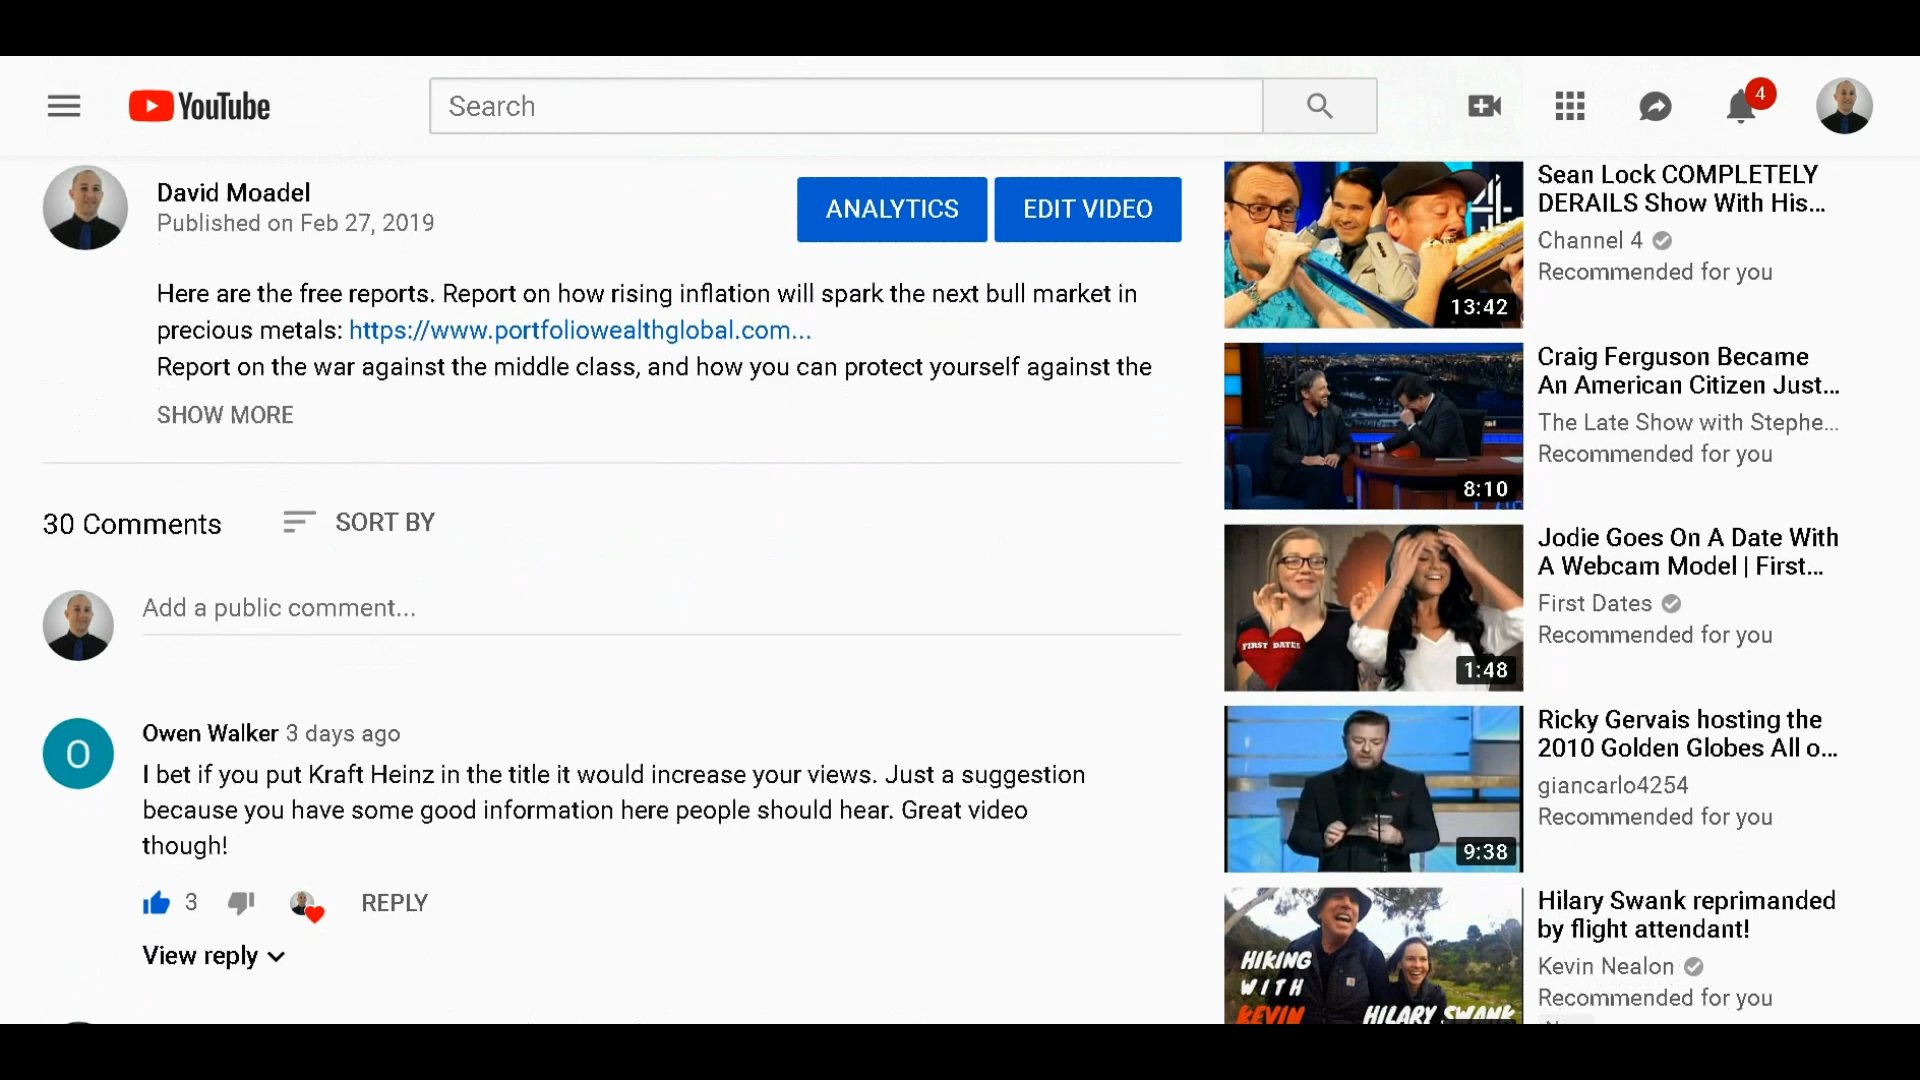 YouTube
Search
4
David Moadel
Published on Feb 27, 2019
ANALYTICS
EDIT VIDEO
Here are the free reports. Report on how rising inflation will spark the next bull market in
precious metals: https://www.portfoliowealthglobal.com...
Report on the war against the middle class, and how you can protect yourself against the
SHOW MORE
30 Comments
SORT BY
Add a public comment...
O
Owen Walker 3 days ago
I bet if you put Kraft Heinz in the title it would increase your views. Just a suggestion
because you have some good information here people should hear. Great video
though!
3
REPLY
View reply
4
13:42
Sean Lock COMPLETELY
DERAILS Show With His...
Channel 4
Recommended for you
8:10
Craig Ferguson Became
An American Citizen Just...
The Late Show with Stephe...
Recommended for you
FIRST DATES
1:48
Jodie Goes On A Date With
A Webcam Model | First...
First Dates
Recommended for you
9:38
Ricky Gervais hosting the
2010 Golden Globes All o...
giancarlo4254
Recommended for you
HIKING
WITH
KEVIN
HILARY SWANK
Hilary Swank reprimanded
by flight attendant!
Kevin Nealon
Recommended for you